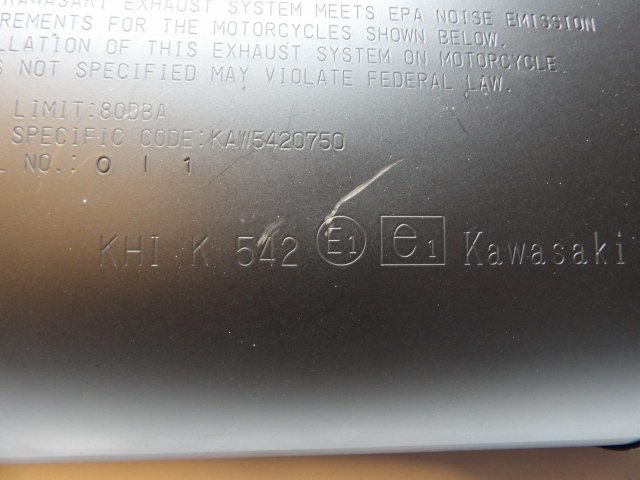 KAWASAKI EXHAUST SYSTEM MEETS EPA NOISE EMISSION
REMENTS FOR THE MOTORCYCLES SHOWN BELOW.
LLATION OF THIS EXHAUST SYSTEM ON MOTORCYCLE
S NOT SPECIFIED MAY VIOLATE FEDERAL LAW.
LIMIT:80DBA
SPECIFIC CODE:KAW5420750
L NO.: 0 1 1
KHI K 542 E1 e1 Kawasaki